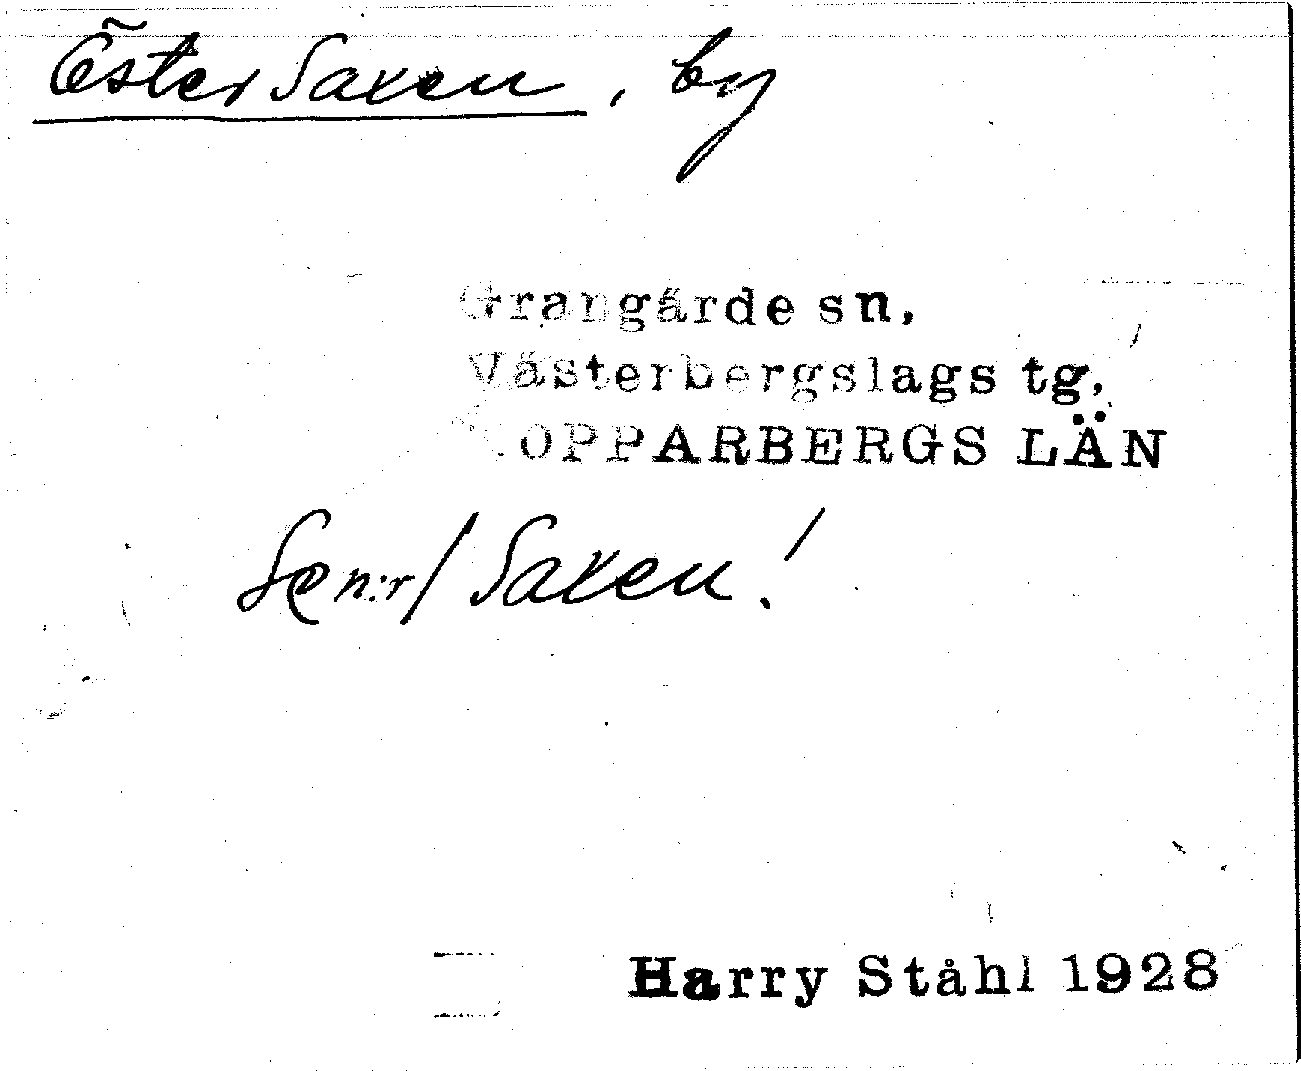 Öster Saxen, by
Grangärde sn.
Västerbergslags tg.
KOPPARBERGS LÄN
Se n:r/ Saxen!
Harry Ståhl 1928